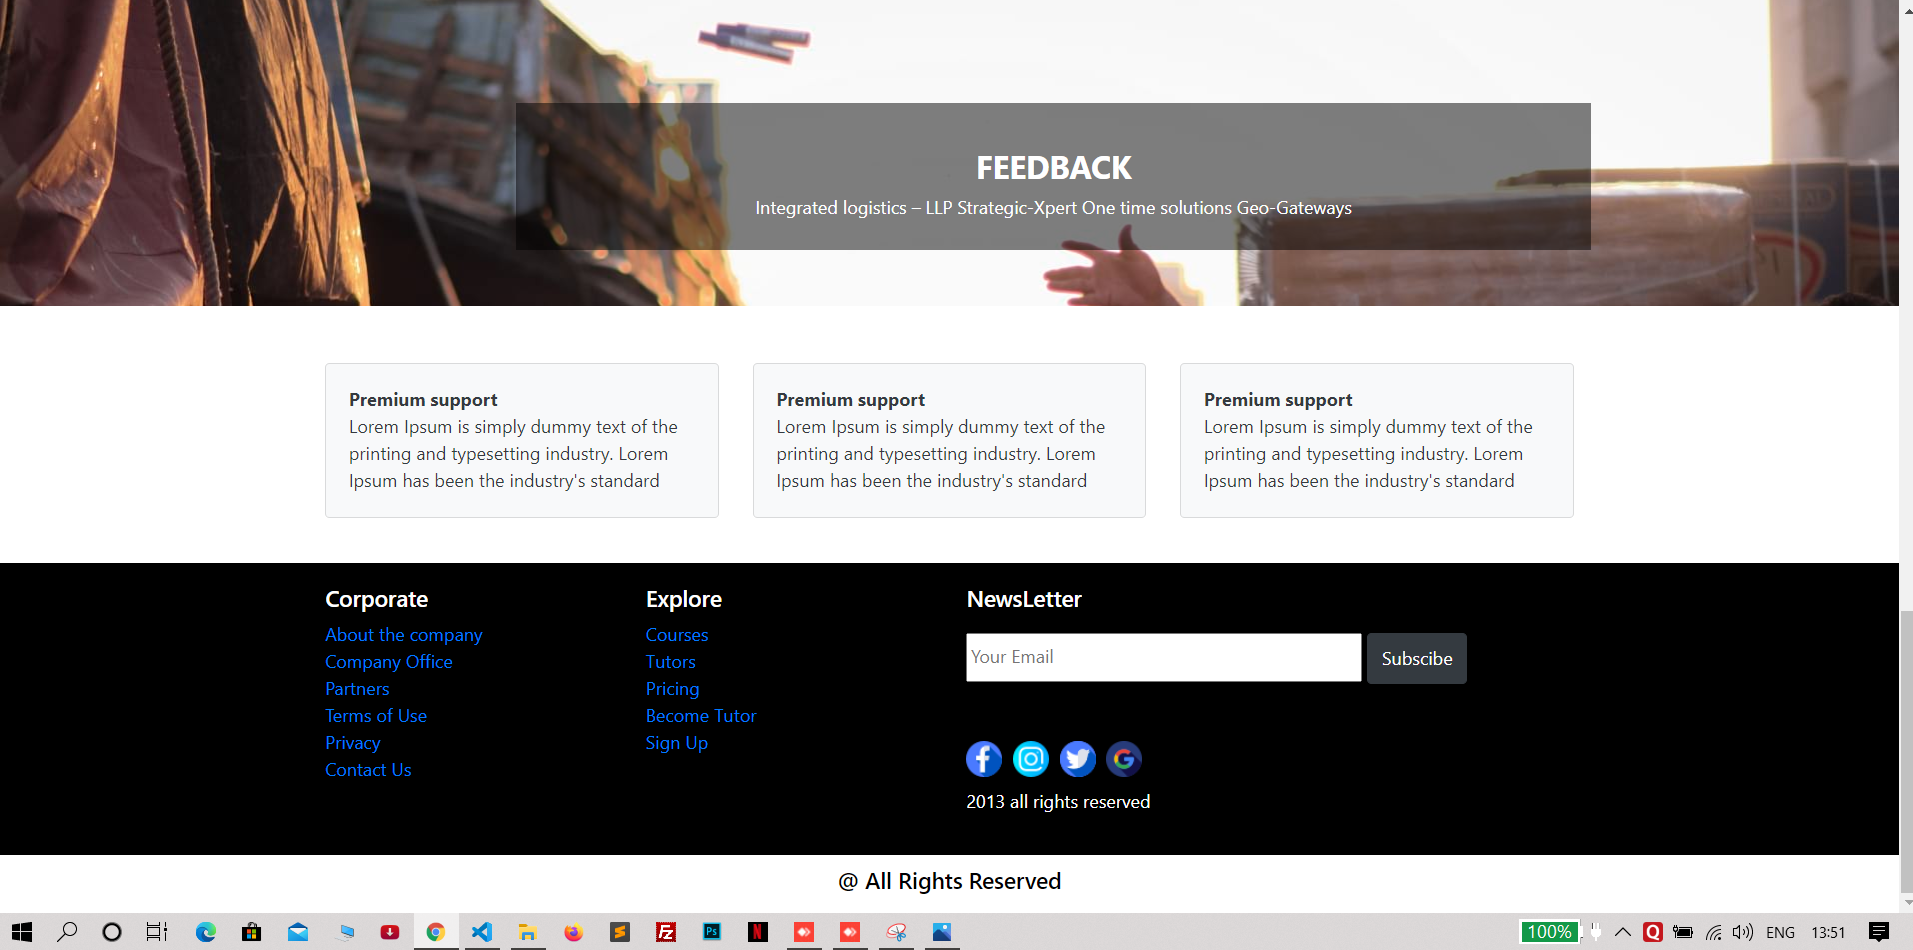 FEEDBACK
Integrated logistics – LLP Strategic-Xpert One time solutions Geo-Gateways
Premium support
Lorem Ipsum is simply dummy text of the
printing and typesetting industry. Lorem
Ipsum has been the industry's standard
Premium support
Lorem Ipsum is simply dummy text of the
printing and typesetting industry. Lorem
Ipsum has been the industry's standard
Premium support
Lorem Ipsum is simply dummy text of the
printing and typesetting industry. Lorem
Ipsum has been the industry's standard
Corporate
About the company
Company Office
Partners
Terms of Use
Privacy
Contact Us
Explore
Courses
Tutors
Pricing
Become Tutor
Sign Up
NewsLetter
Your Email
Subscibe
2013 all rights reserved
@ All Rights Reserved
100%
ENG
13:51